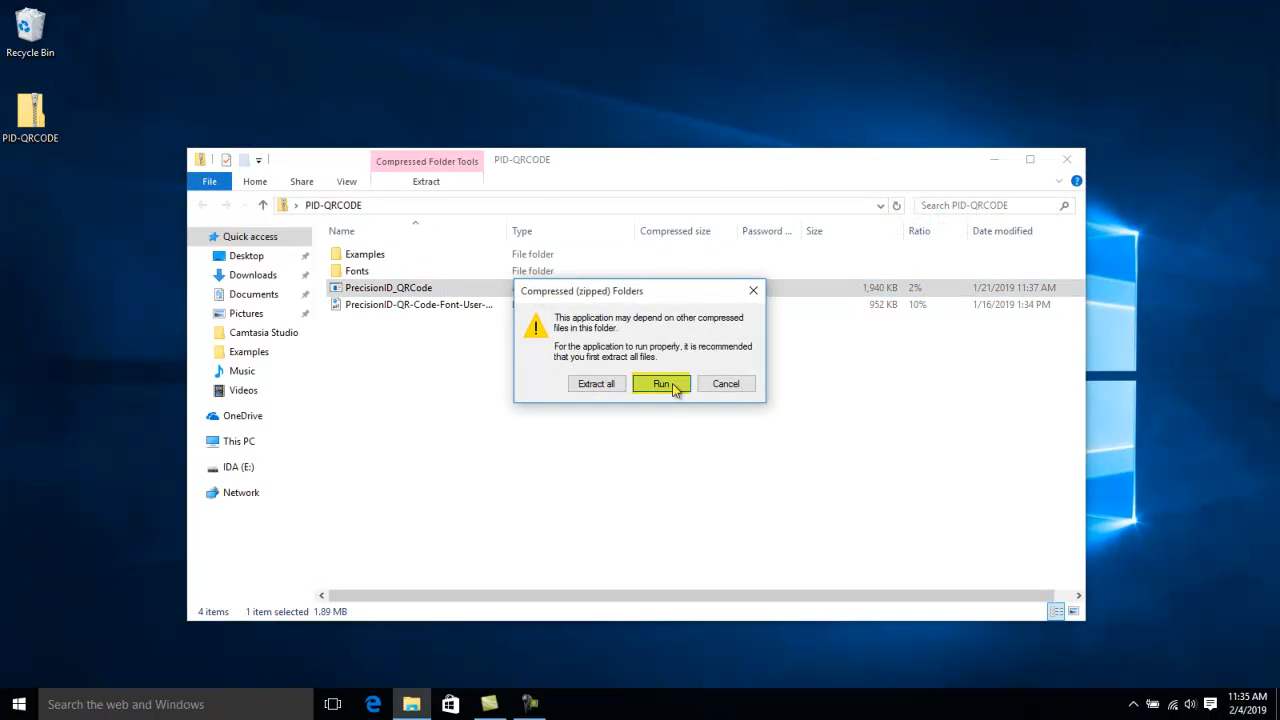 Recycle Bin
PID-QRCODE
Compressed Folder Tools
PID-QRCODE
File
Home
Share
View
Extract
PID-QRCODE
Search PID-QRCODE
Name
Type
Compressed size
Password ...
Size
Ratio
Date modified
Quick access
Desktop
Downloads
Documents
Pictures
Camtasia Studio
Examples
Music
Videos
OneDrive
This PC
IDA (E:)
Network
Examples
File folder
Fonts
File folder
PrecisionID_QRCode
1,940 KB
2%
1/21/2019 11:37 AM
PrecisionID-QR-Code-Font-User-...
952 KB
10%
1/16/2019 1:34 PM
Compressed (zipped) Folders
This application may depend on other compressed
files in this folder.
For the application to run properly, it is recommended
that you first extract all files.
Extract all
Run
Cancel
4 items
1 item selected 1.89 MB
Search the web and Windows
11:35 AM
2/4/2019